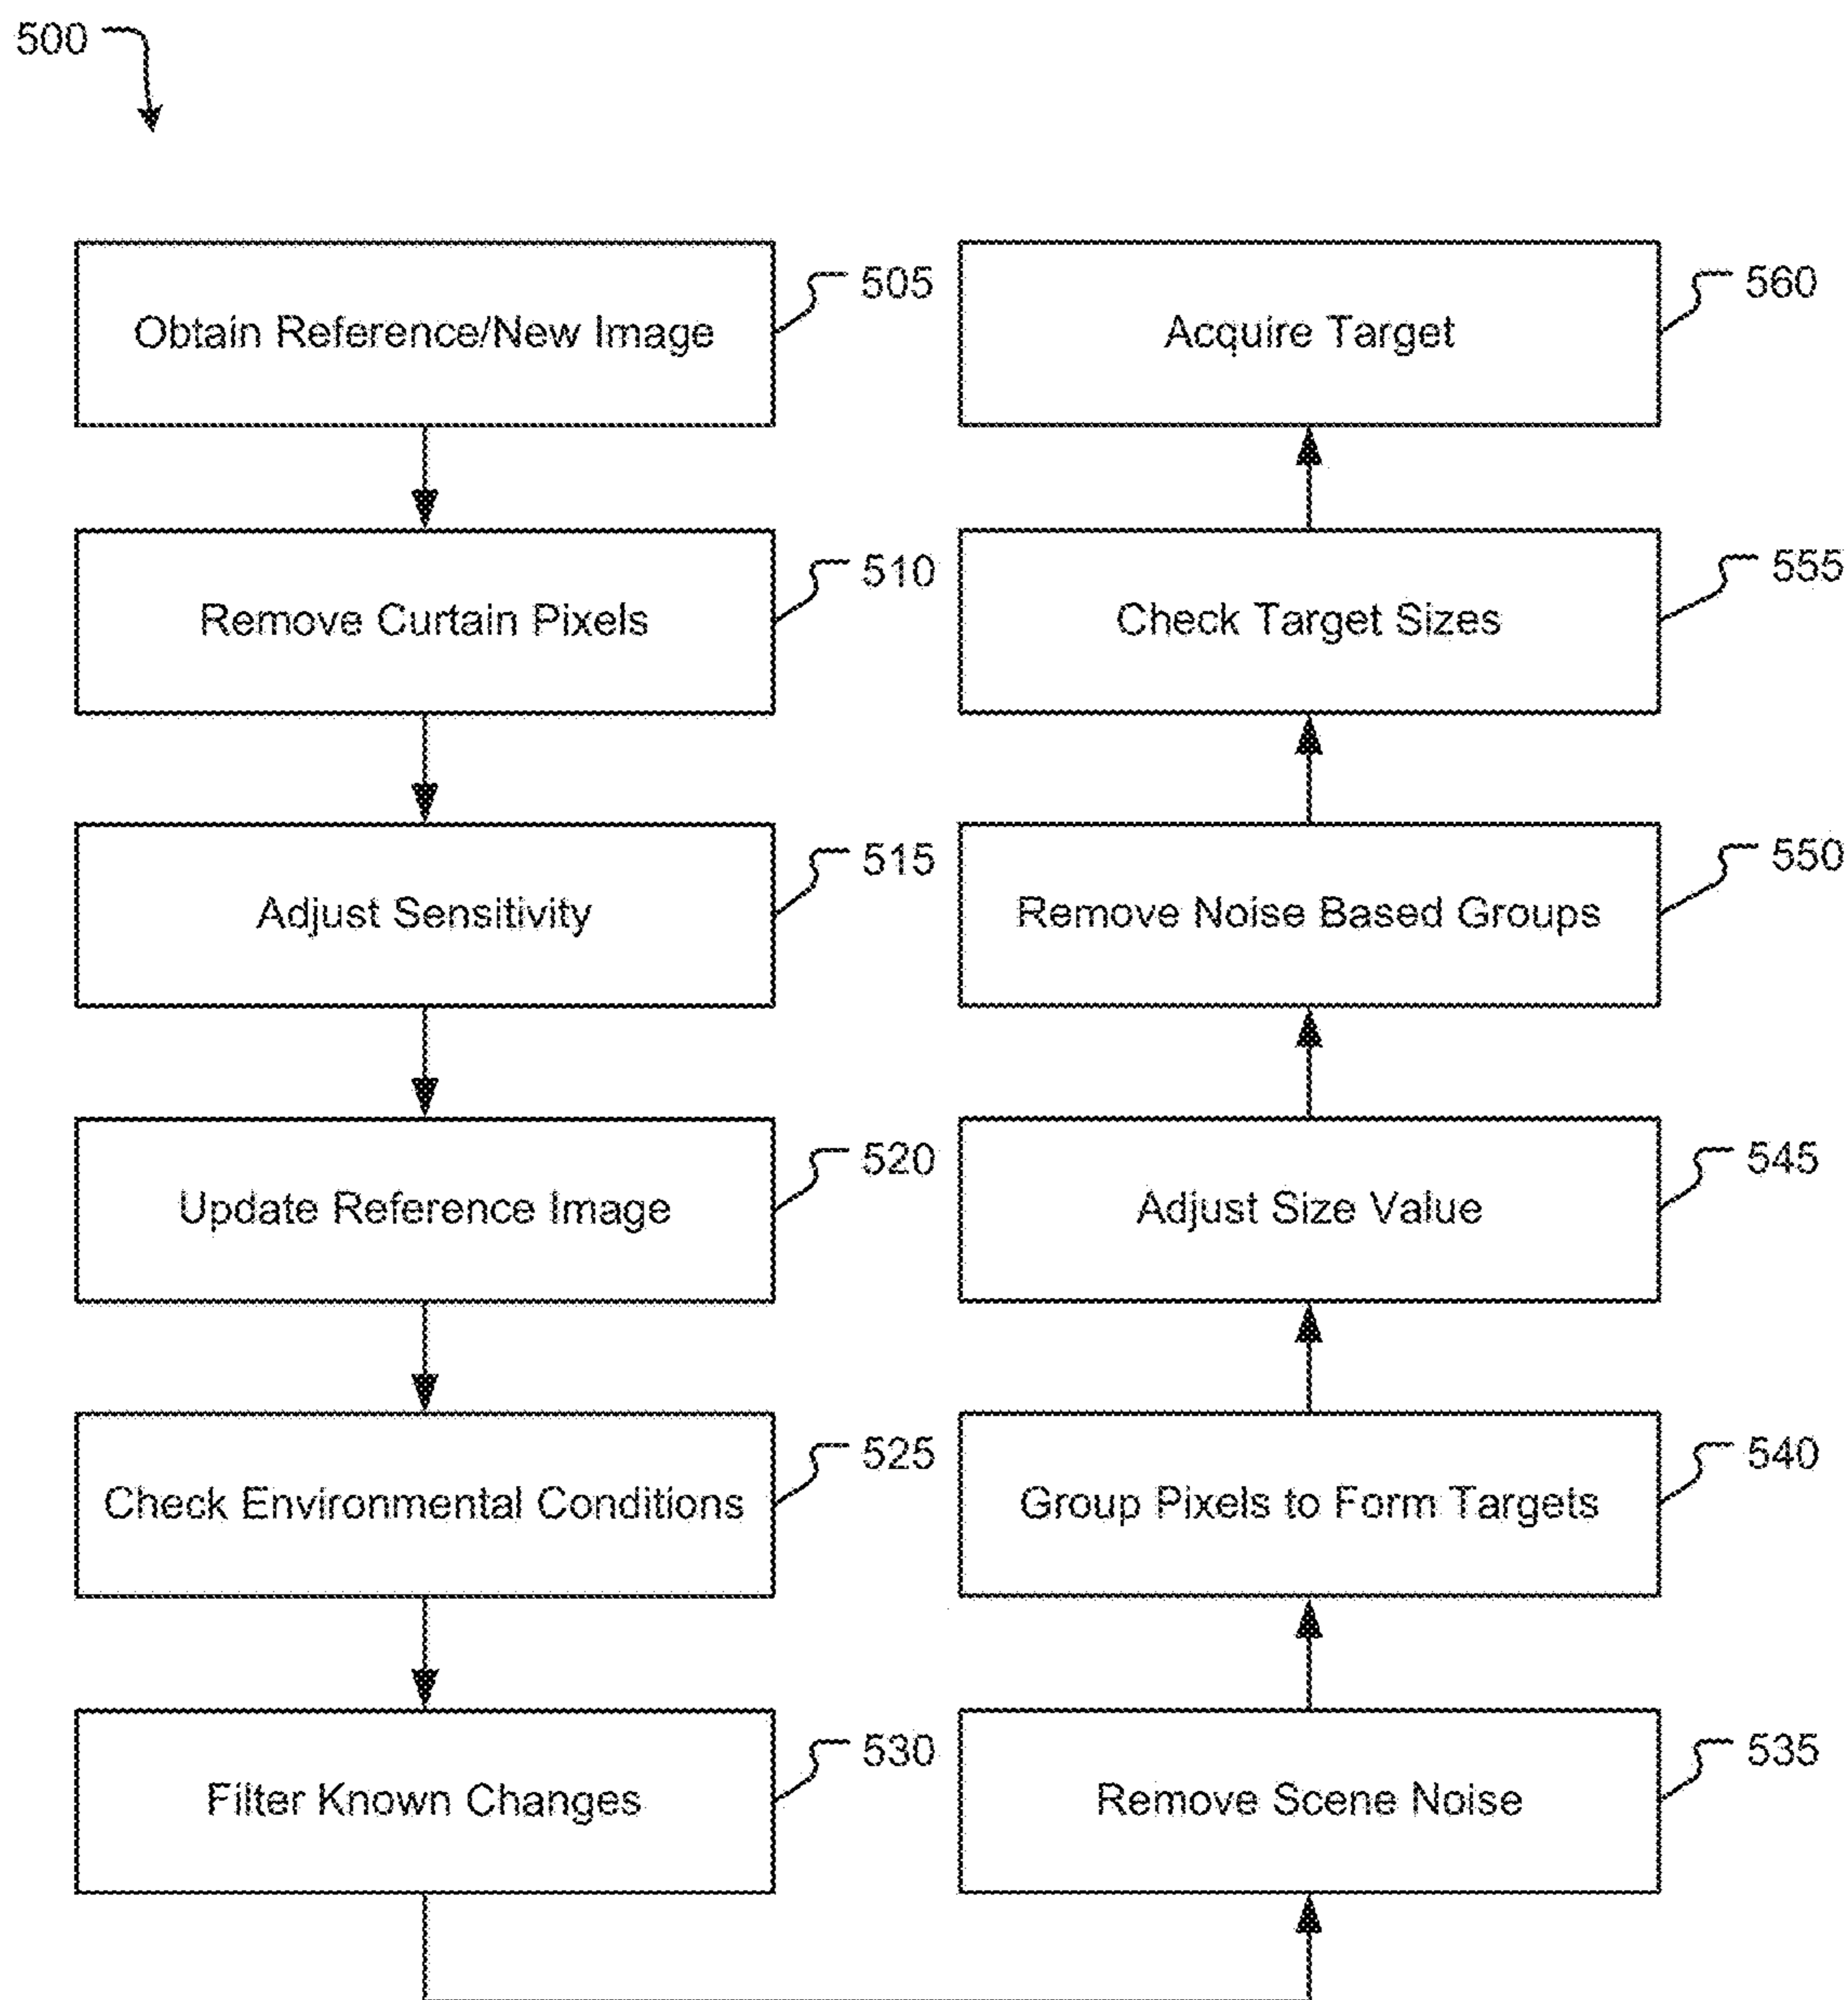 500
Obtain Reference/New Image
505
Remove Curtain Pixels
510
Adjust Sensitivity
515
Update Reference Image
520
Check Environmental Conditions
525
Filter Known Changes
530
Acquire Target
560
Check Target Sizes
555
Remove Noise Based Groups
550
Adjust Size Value
545
Group Pixels to Form Targets
540
Remove Scene Noise
535